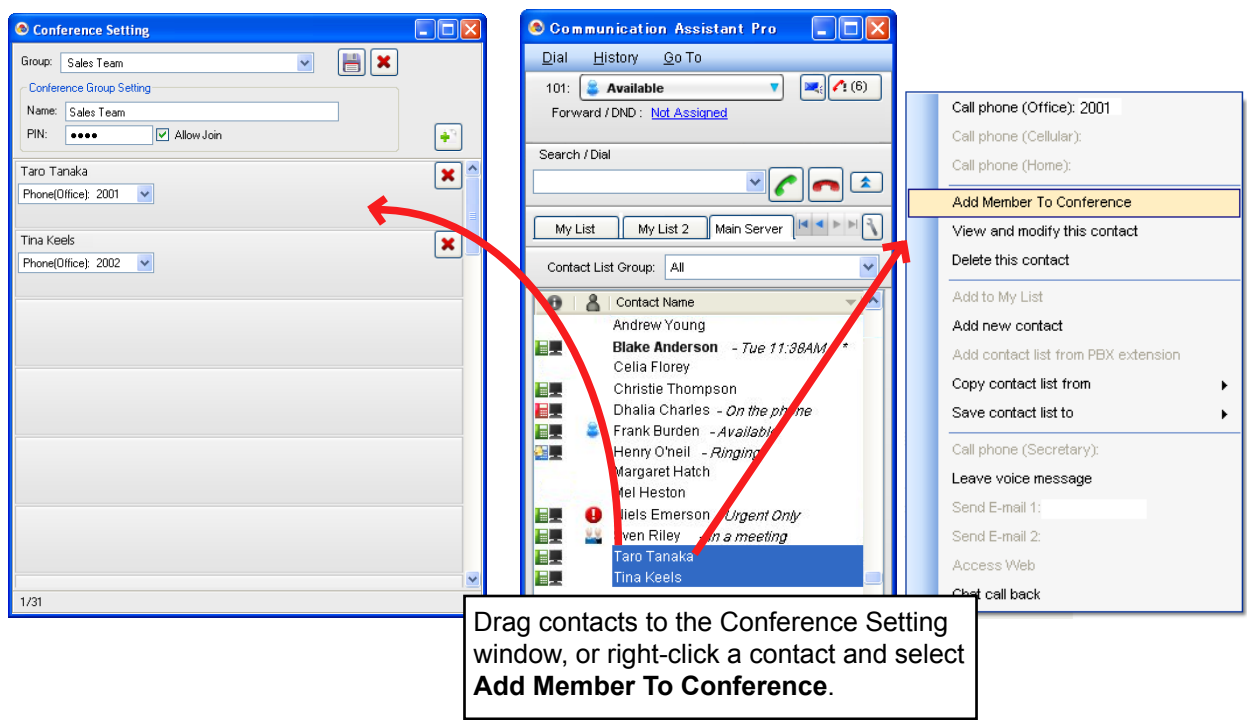 Conference Setting
Group: Sales Team
Conference Group Setting
Name: Sales Team
PIN: •••• Allow Join
Taro Tanaka
Phone(Office): 2001
Tina Keels
Phone(Office): 2002
1/31
Communication Assistant Pro
Dial History Go To
101: Available (6)
Forward / DND : Not Assigned
Search / Dial
My List My List 2 Main Server
Contact List Group: All
Contact Name
Andrew Young
Blake Anderson - Tue 11:38AM *
Celia Florey
Christie Thompson
Dhalia Charles - On the phone
Frank Burden - Available
Henry O'neil - Ringing
Margaret Hatch
Mel Heston
Niels Emerson - Urgent Only
Sven Riley - In a meeting
Taro Tanaka
Tina Keels
Call phone (Office): 2001
Call phone (Cellular):
Call phone (Home):
Add Member To Conference
View and modify this contact
Delete this contact
Add to My List
Add new contact
Add contact list from PBX extension
Copy contact list from
Save contact list to
Call phone (Secretary):
Leave voice message
Send E-mail 1:
Send E-mail 2:
Access Web
Chat call back
Drag contacts to the Conference Setting
window, or right-click a contact and select
Add Member To Conference.